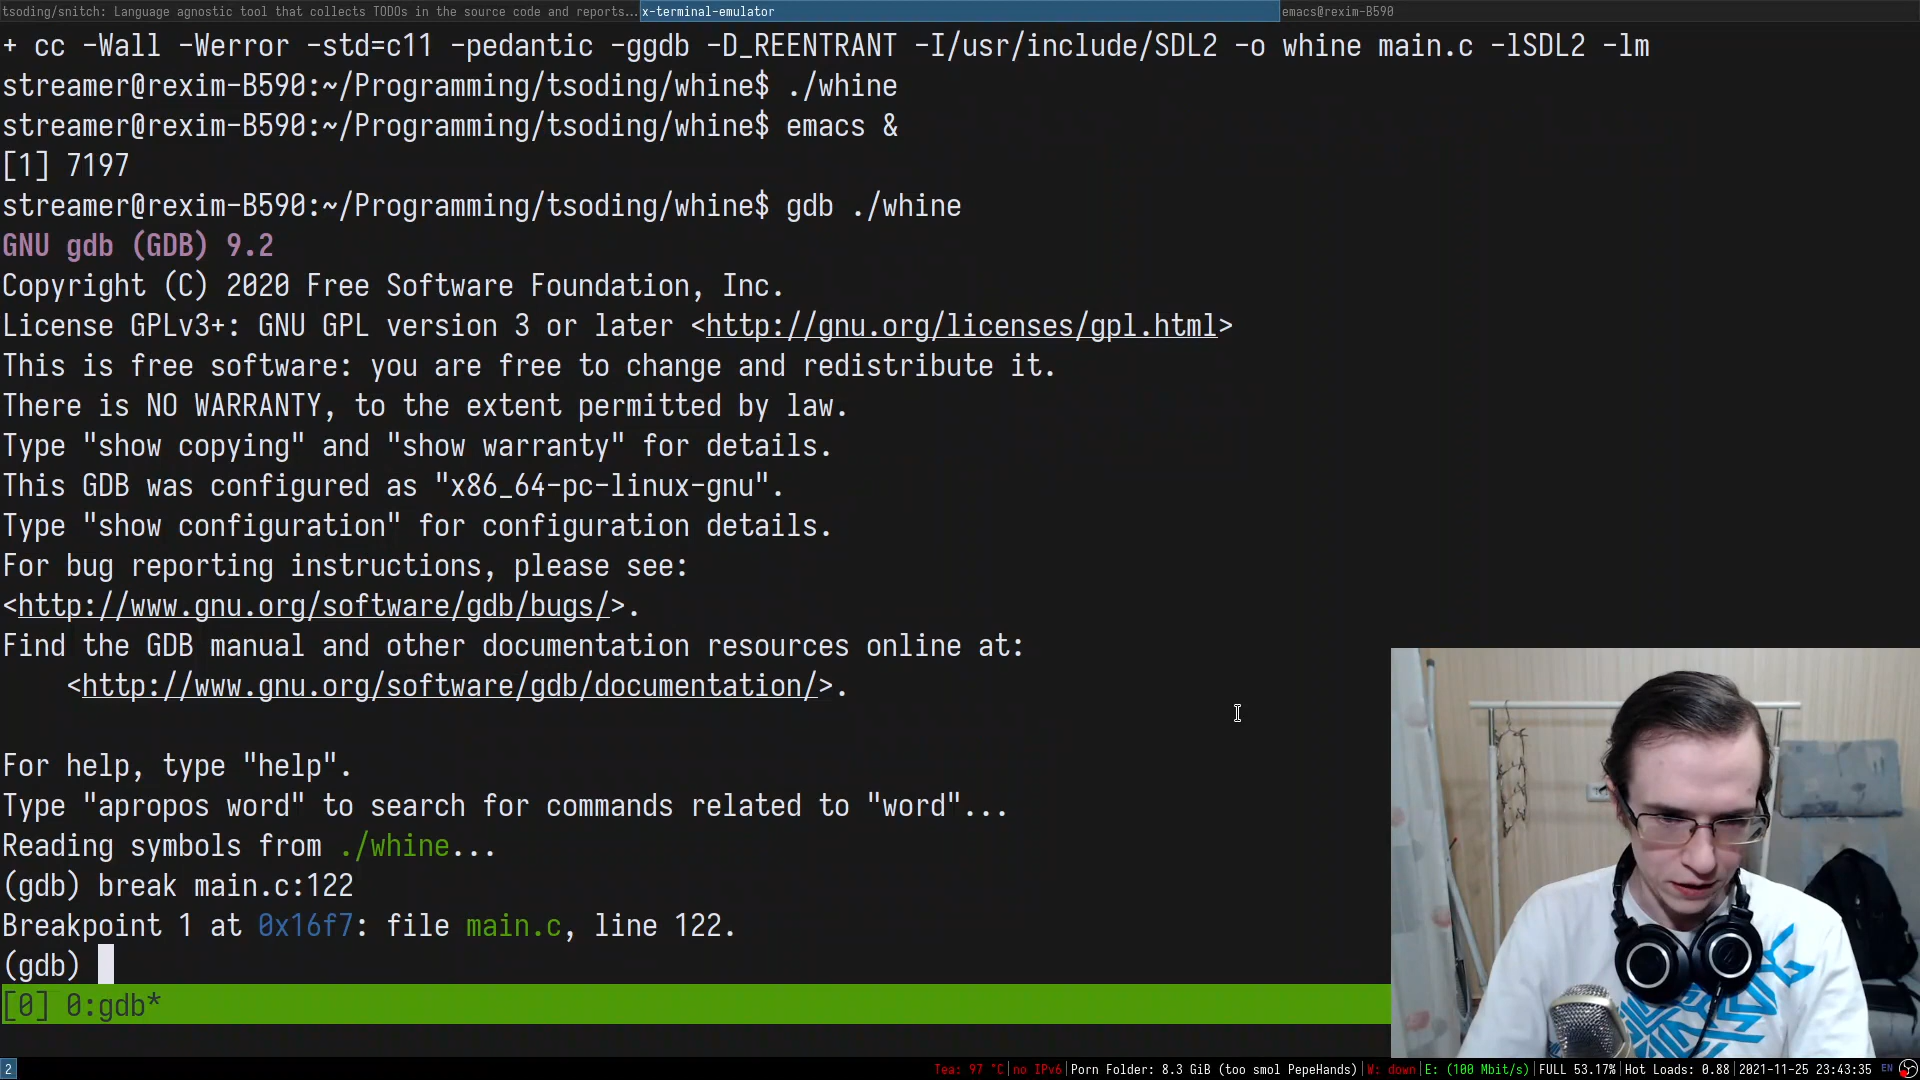 tsoding/snitch: Language agnostic tool that collects TODOs in the source code and reports... x-terminal-emulator emacs@rexim-B590
+ cc -Wall -Werror -std=c11 -pedantic -ggdb -D_REENTRANT -I/usr/include/SDL2 -o whine main.c -lSDL2 -lm
streamer@rexim-B590:~/Programming/tsoding/whine$ ./whine
streamer@rexim-B590:~/Programming/tsoding/whine$ emacs &
[1] 7197
streamer@rexim-B590:~/Programming/tsoding/whine$ gdb ./whine
GNU gdb (GDB) 9.2
Copyright (C) 2020 Free Software Foundation, Inc.
License GPLv3+: GNU GPL version 3 or later <http://gnu.org/licenses/gpl.html>
This is free software: you are free to change and redistribute it.
There is NO WARRANTY, to the extent permitted by law.
Type "show copying" and "show warranty" for details.
This GDB was configured as "x86_64-pc-linux-gnu".
Type "show configuration" for configuration details.
For bug reporting instructions, please see:
<http://www.gnu.org/software/gdb/bugs/>.
Find the GDB manual and other documentation resources online at:
<http://www.gnu.org/software/gdb/documentation/>.
For help, type "help".
Type "apropos word" to search for commands related to "word"...
Reading symbols from ./whine...
(gdb) break main.c:122
Breakpoint 1 at 0x16f7: file main.c, line 122.
(gdb)
[0] 0:gdb*
2 Tea: 97 °C|no IPv6|Porn Folder: 8.3 GiB (too smol PepeHands)|W: down|E: (100 Mbit/s)|FULL 53.17%|Hot Loads: 0.88|2021-11-25 23:43:35 EN